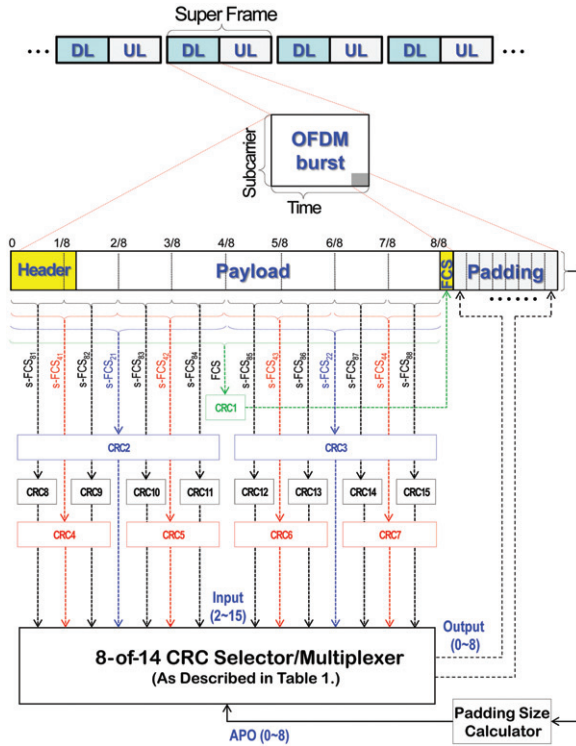 Super Frame
... DL UL DL UL DL UL DL UL ...
Subcarrier
OFDM
burst
Time
0 1/8 2/8 3/8 4/8 5/8 6/8 7/8 8/8
Header Payload FCS Padding
......
s-FCS81 s-FCS41 s-FCS82 s-FCS21 s-FCS83 s-FCS42 s-FCS84 FCS s-FCS85 s-FCS43 s-FCS86 s-FCS22 s-FCS87 s-FCS44 s-FCS88
CRC1
CRC2 CRC3
CRC8 CRC9 CRC10 CRC11 CRC12 CRC13 CRC14 CRC15
CRC4 CRC5 CRC6 CRC7
Input
(2~15)
Output
(0~8)
8-of-14 CRC Selector/Multiplexer
(As Described in Table 1.)
Padding Size
Calculator
APO (0~8)